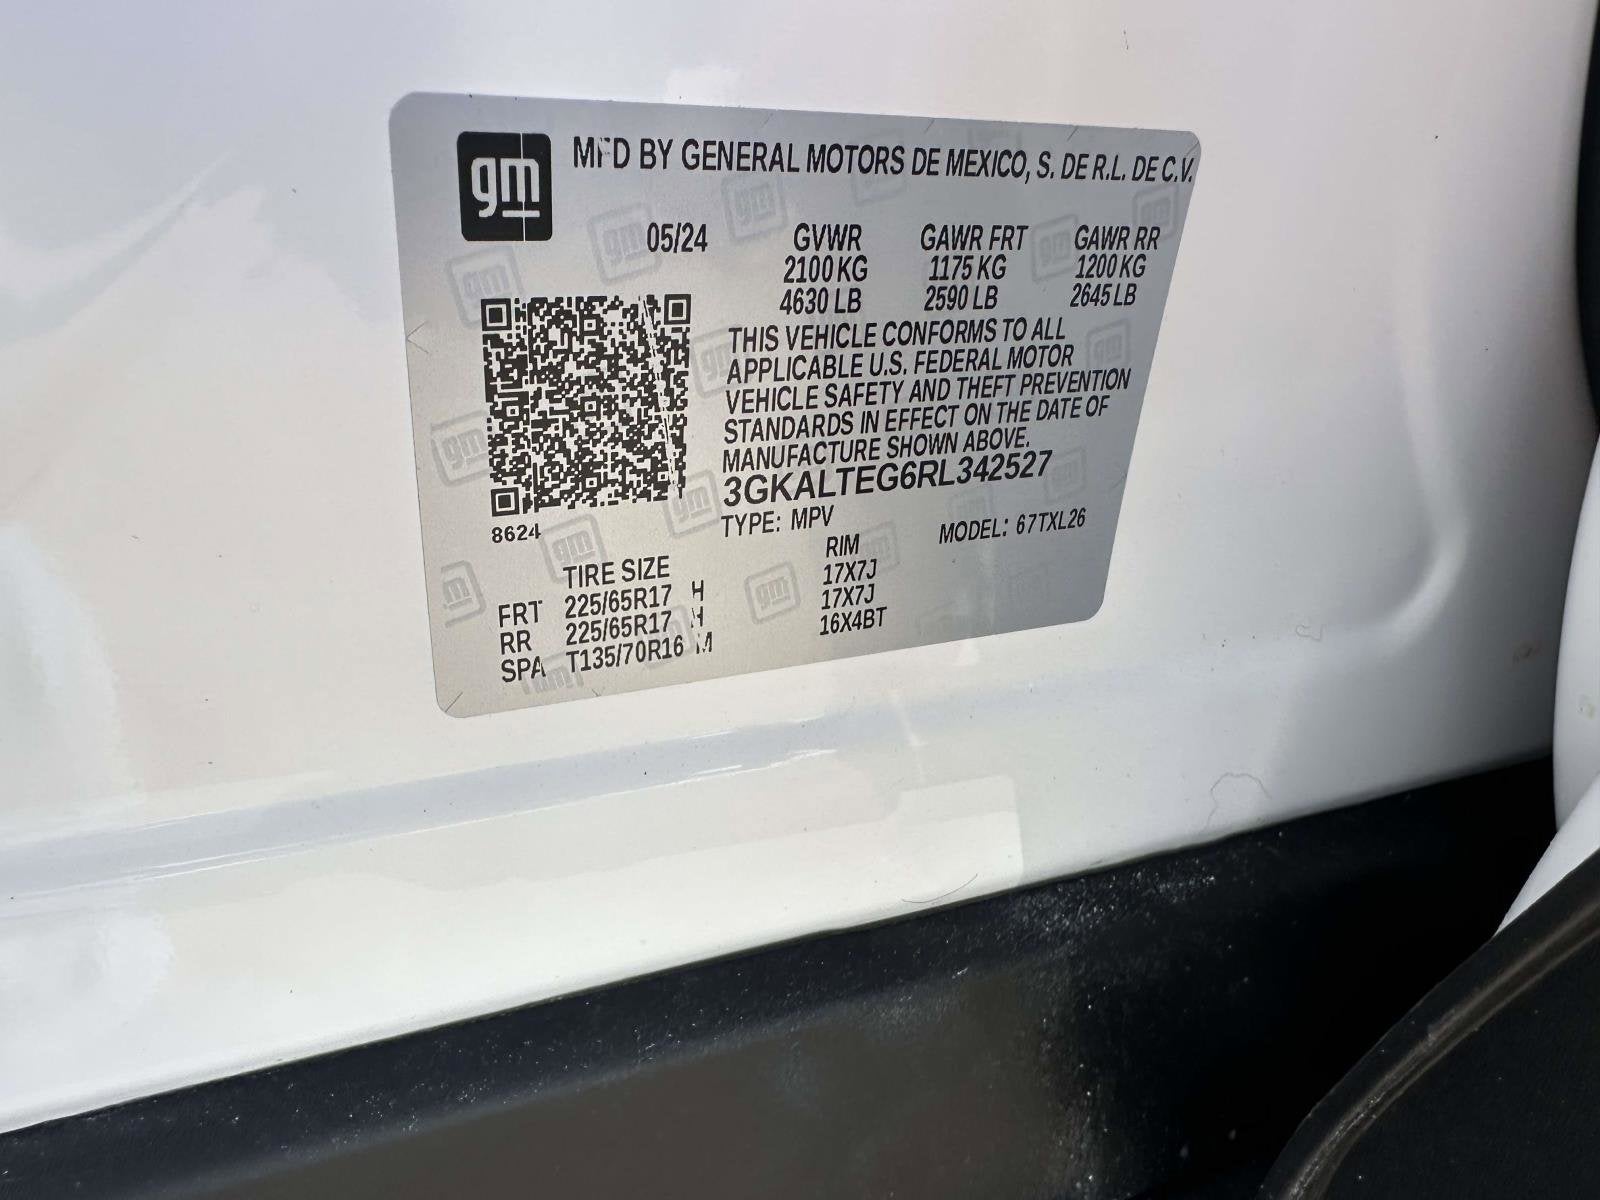 gm
MFD BY GENERAL MOTORS DE MEXICO, S. DE R.L. DE C.V.
05/24 GVWR GAWR FRT GAWR RR
2100 KG 1175 KG 1200 KG
4630 LB 2590 LB 2645 LB
THIS VEHICLE CONFORMS TO ALL
APPLICABLE U.S. FEDERAL MOTOR
VEHICLE SAFETY AND THEFT PREVENTION
STANDARDS IN EFFECT ON THE DATE OF
MANUFACTURE SHOWN ABOVE.
3GKALTEG6RL342527
TYPE: MPV MODEL: 67TXL26
8624
TIRE SIZE RIM
FRT 225/65R17 H 17X7J
RR 225/65R17 H 17X7J
SPA T135/70R16 M 16X4BT